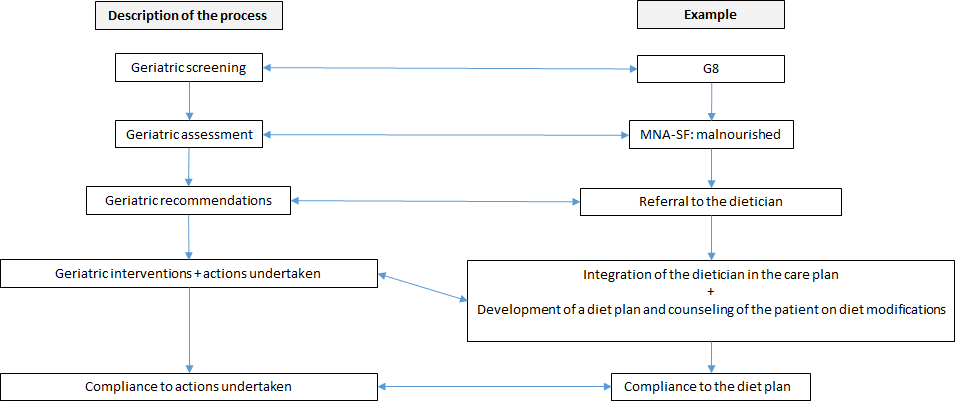 Description of the process
Example
Geriatric screening
G8
Geriatric assessment
MNA-SF: malnourished
Geriatric recommendations
Referral to the dietician
Geriatric interventions + actions undertaken
Integration of the dietician in the care plan
+
Development of a diet plan and counseling of the patient on diet modifications
Compliance to actions undertaken
Compliance to the diet plan